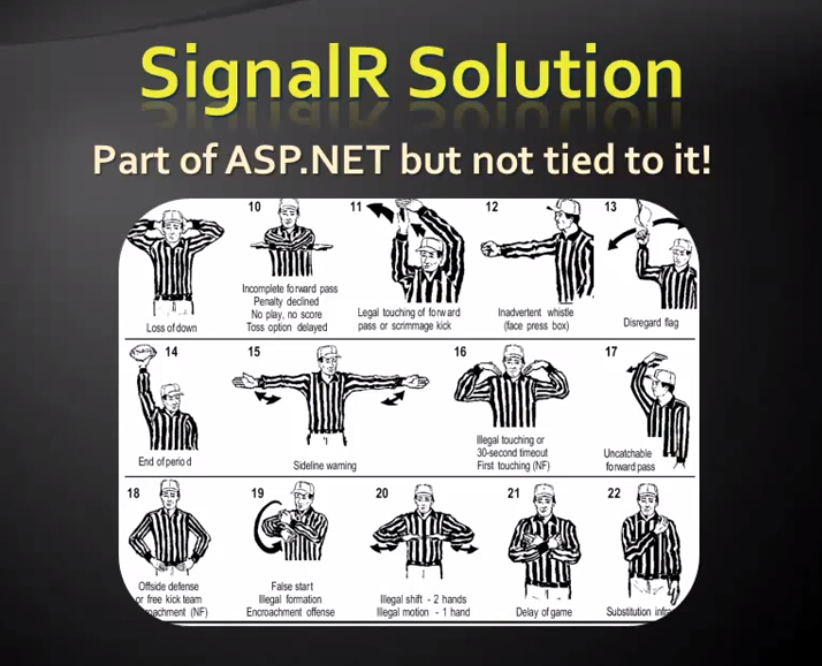 SignalR Solution
Part of ASP.NET but not tied to it!
10
11
12
13
Loss of down
Incomplete forward pass
Penalty declined
No play, no score
Toss option delayed
Legal touching of forward
pass or scrimmage kick
Inadvertent whistle
(face press box)
Disregard flag
14
15
16
17
End of period
Sideline warning
Illegal touching or
30-second timeout
First touching (NF)
Uncatchable
forward pass
18
19
20
21
22
Offside defense
or free kick team
(NF)
False start
Illegal formation
Encroachment offense
Illegal shift - 2 hands
Illegal motion - 1 hand
Delay of game
Substitution